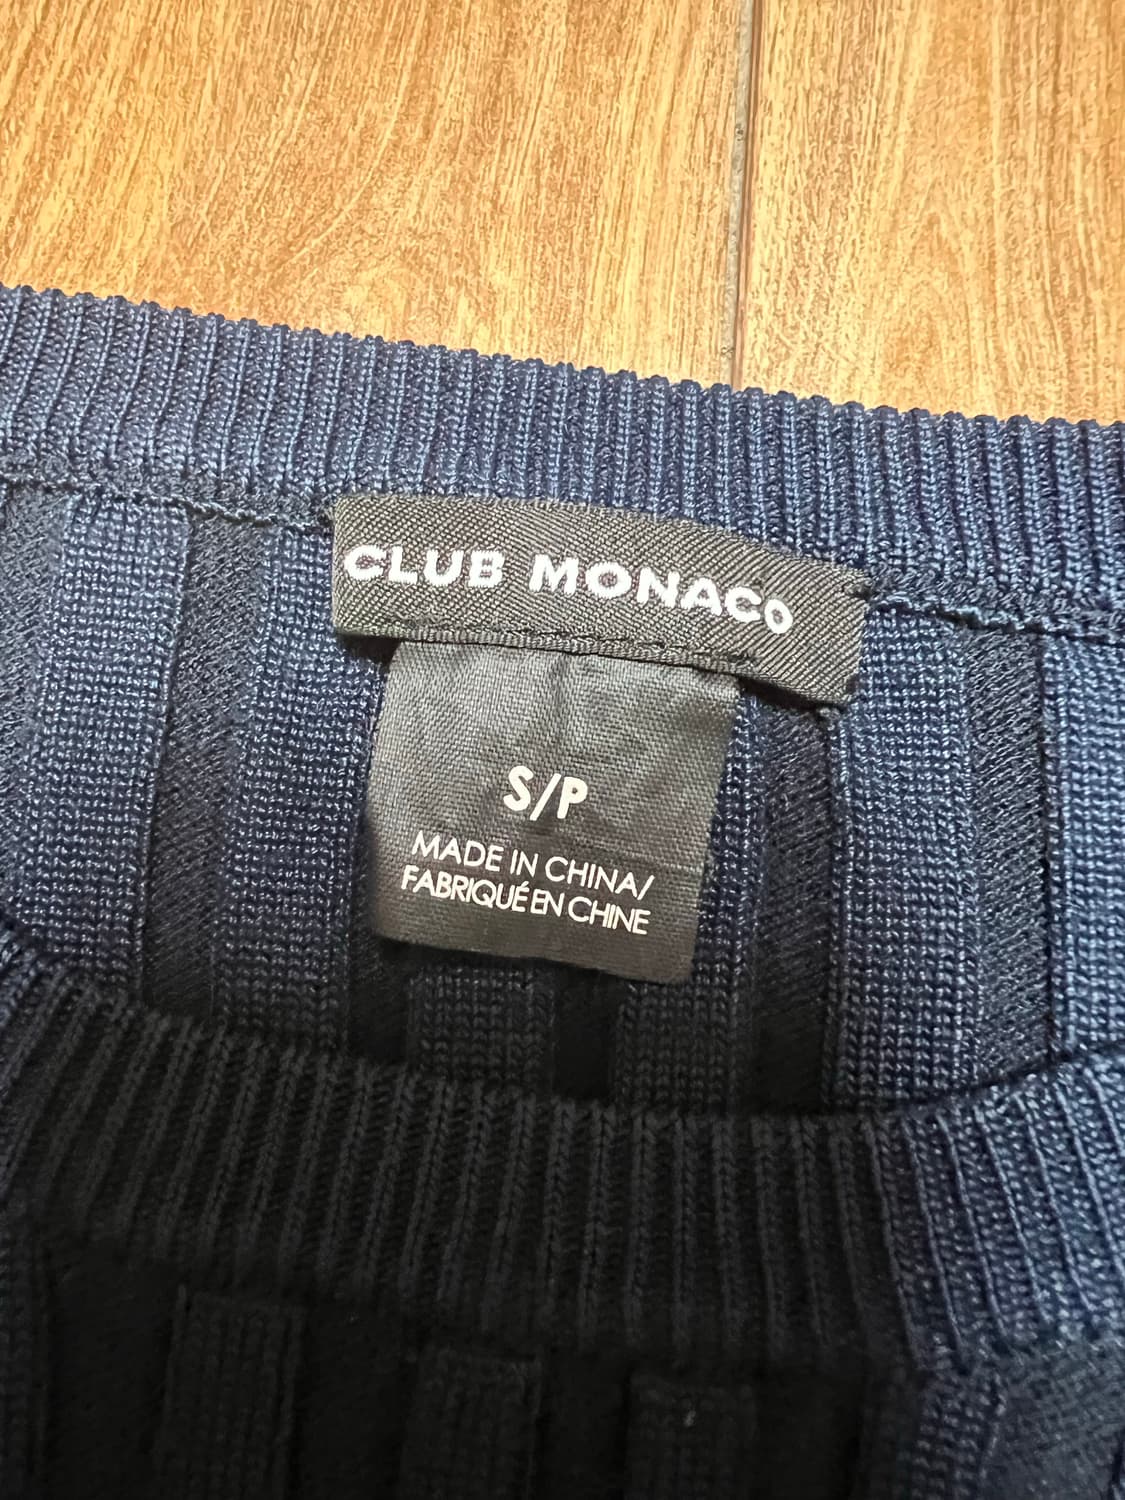 CLUB MONACO
S/P
MADE IN CHINA/
FABRIQUÉ EN CHINE